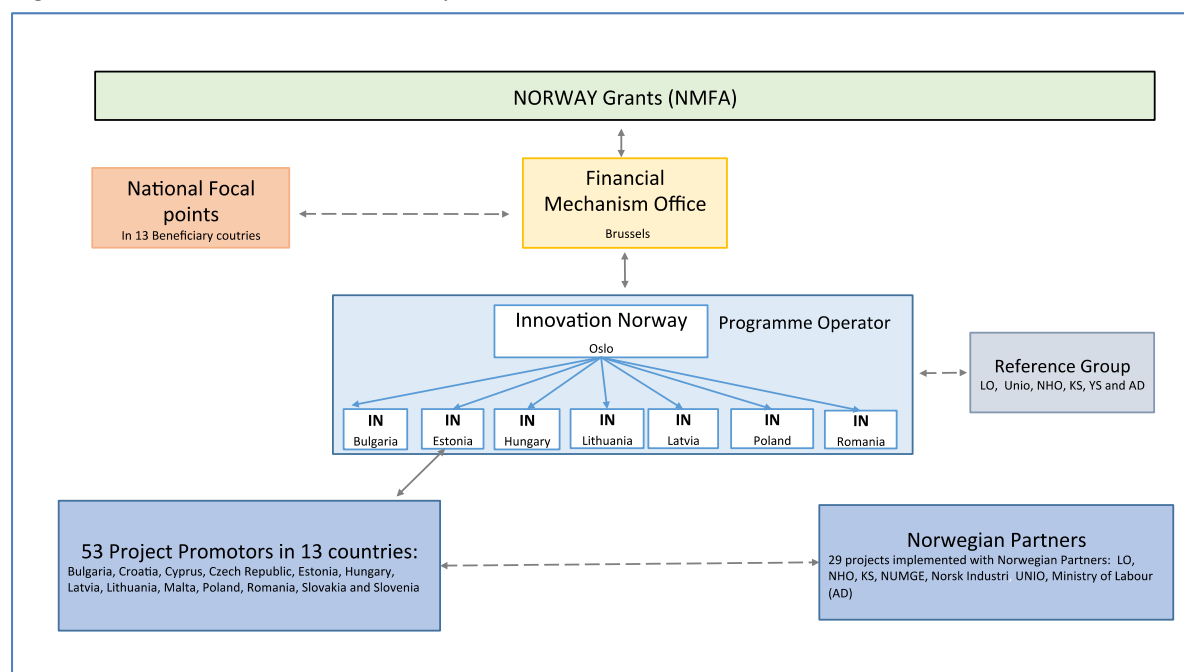 NORWAY Grants (NMFA)
National Focal
points
In 13 Beneficiary coutries
Financial
Mechanism Office
Brussels
Innovation Norway
Oslo
Programme Operator
Reference Group
LO, Unio, NHO, KS, YS and AD
IN
Bulgaria
IN
Estonia
IN
Hungary
IN
Lithuania
IN
Latvia
IN
Poland
IN
Romania
53 Project Promotors in 13 countries:
Bulgaria, Croatia, Cyprus, Czech Republic, Estonia, Hungary,
Latvia, Lithuania, Malta, Poland, Romania, Slovakia and Slovenia
Norwegian Partners
29 projects implemented with Norwegian Partners: LO,
NHO, KS, NUMGE, Norsk Industri, UNIO, Ministry of Labour
(AD)